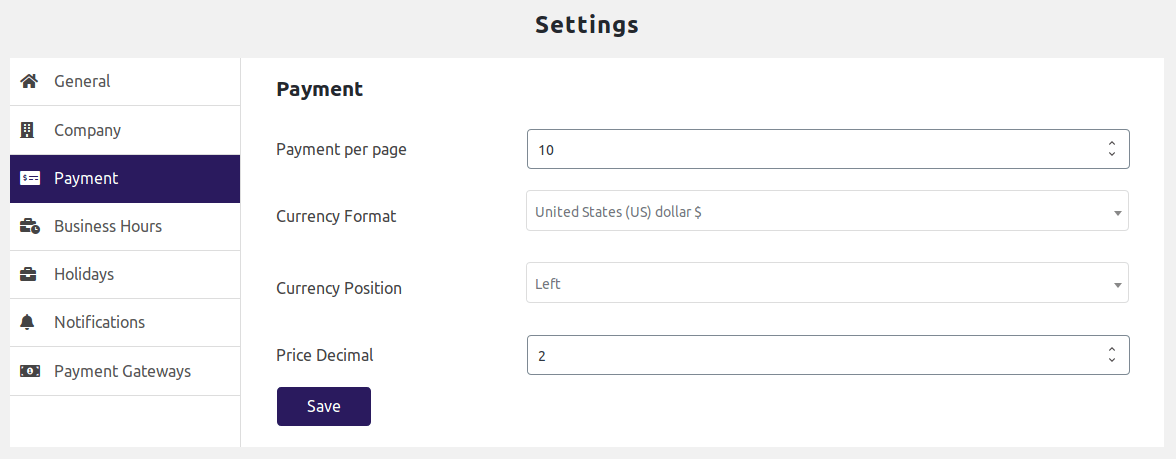 Settings
General
Company
Payment
Business Hours
Holidays
Notifications
Payment Gateways
Payment
Payment per page
10
Currency Format
United States (US) dollar $
Currency Position
Left
Price Decimal
2
Save